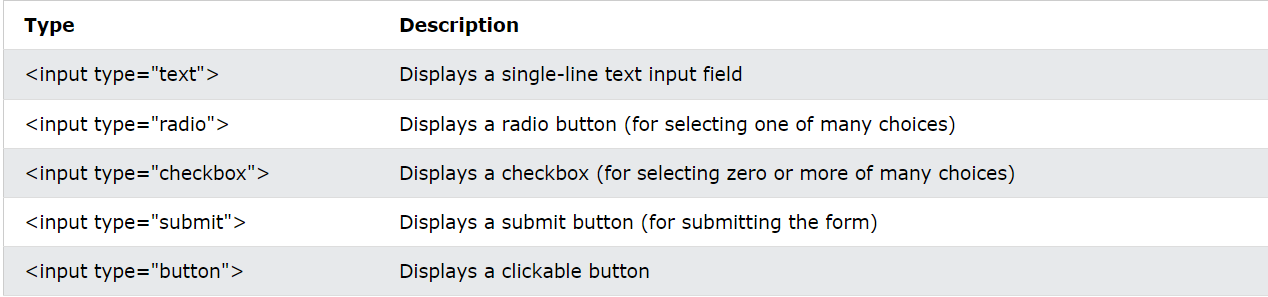 Type Description
<input type="text"> Displays a single-line text input field
<input type="radio"> Displays a radio button (for selecting one of many choices)
<input type="checkbox"> Displays a checkbox (for selecting zero or more of many choices)
<input type="submit"> Displays a submit button (for submitting the form)
<input type="button"> Displays a clickable button